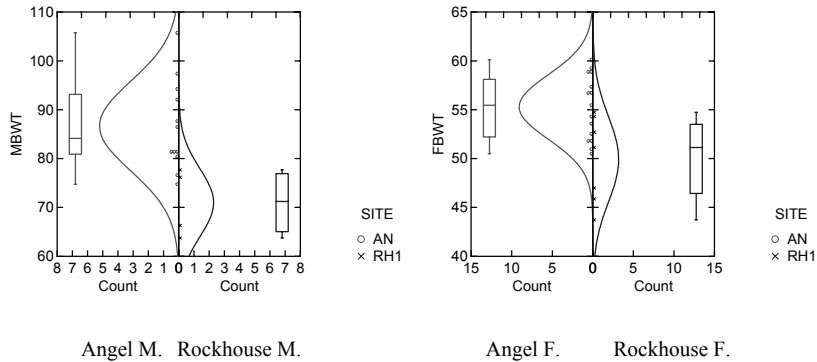 110
100
90
80
70
60
MBWT
8 7 6 5 4 3 2 1 0 1 2 3 4 5 6 7 8
Count Count
SITE
AN
RH1
65
60
55
50
45
40
FBWT
15 10 5 0 5 10 15
Count Count
SITE
AN
RH1
Angel M. Rockhouse M.
Angel F. Rockhouse F.